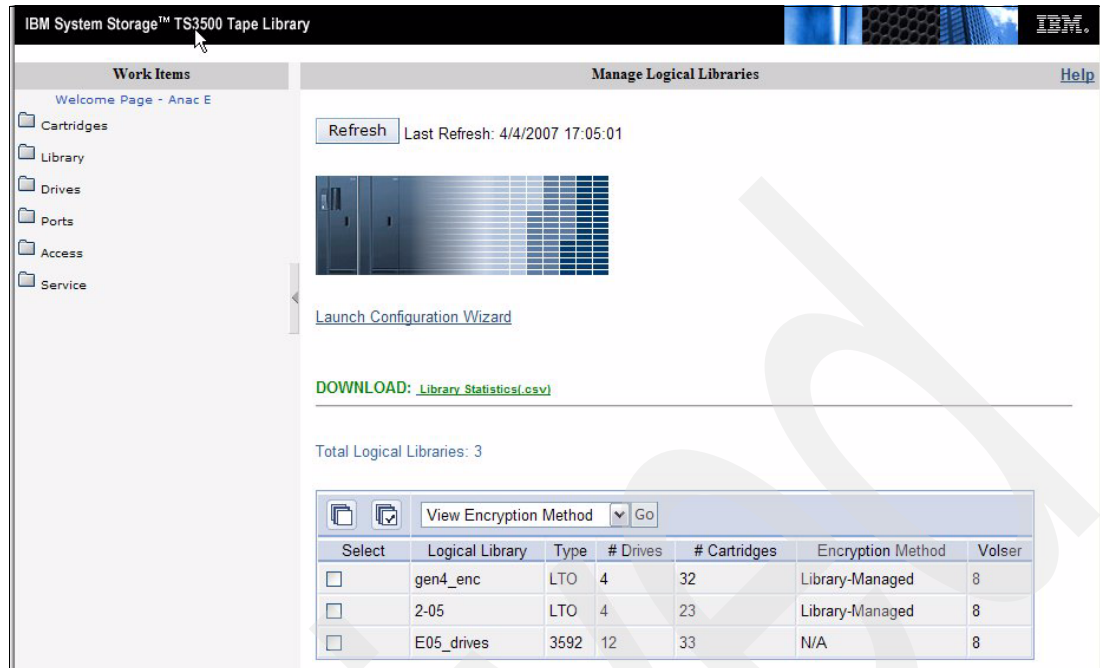 IBM System Storage™ TS3500 Tape Library
IBM.
Work Items
Welcome Page - Anac E
Cartridges
Library
Drives
Ports
Access
Service
Manage Logical Libraries
Help
Refresh Last Refresh: 4/4/2007 17:05:01
Launch Configuration Wizard
DOWNLOAD: Library Statistics(.csv)
Total Logical Libraries: 3
View Encryption Method Go
Select Logical Library Type # Drives # Cartridges Encryption Method Volser
gen4_enc LTO 4 32 Library-Managed 8
2-05 LTO 4 23 Library-Managed 8
E05_drives 3592 12 33 N/A 8